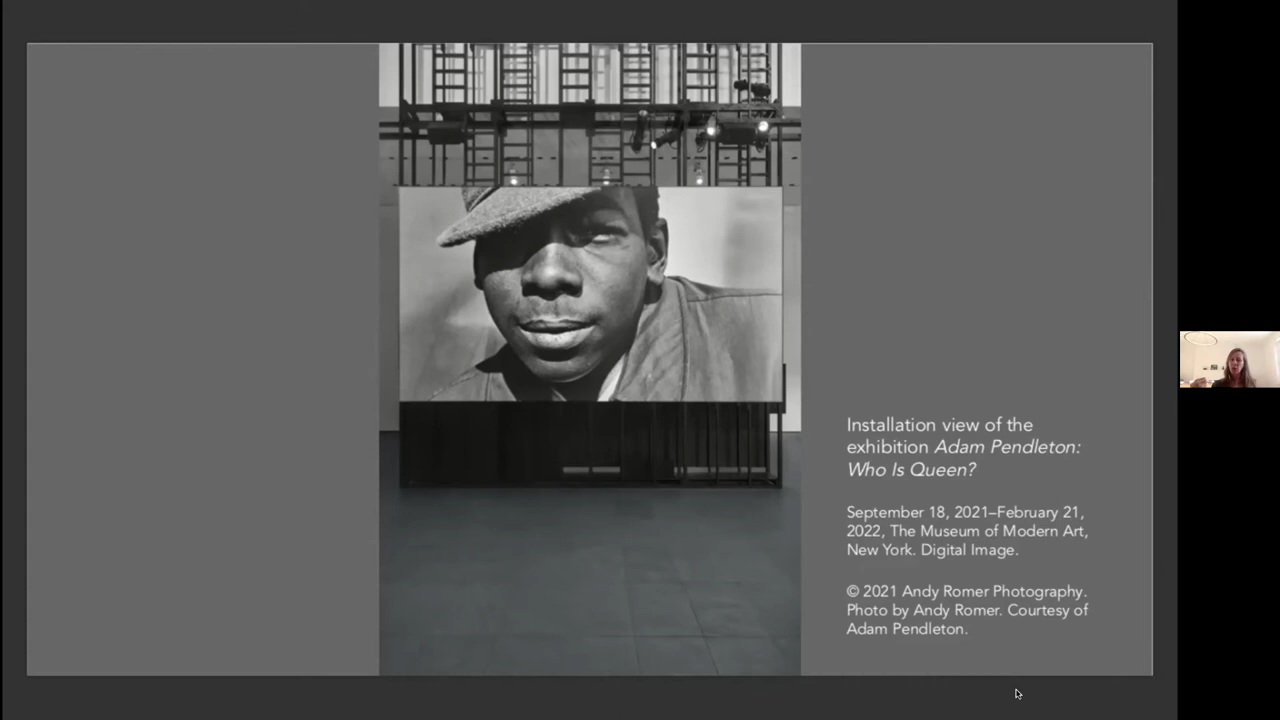 Installation view of the
exhibition Adam Pendleton:
Who Is Queen?
September 18, 2021–February 21,
2022, The Museum of Modern Art,
New York. Digital Image.
© 2021 Andy Romer Photography.
Photo by Andy Romer. Courtesy of
Adam Pendleton.